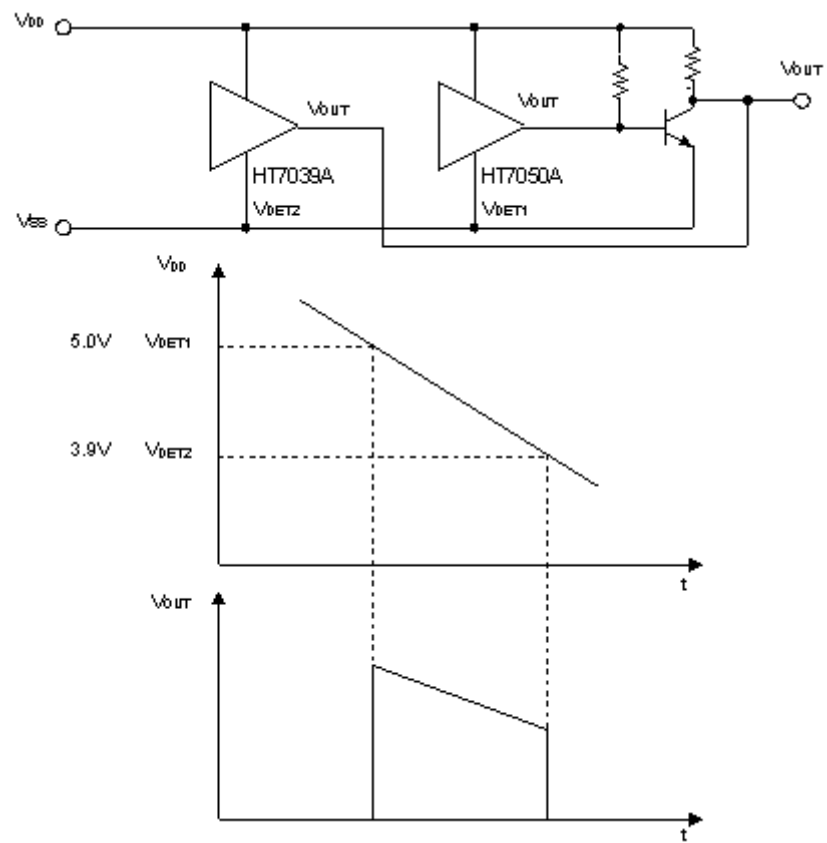 VDD
VOUT
VOUT
VOUT
HT7039A
HT7050A
VDET2
VDET1
VSS
VDD
5.0V VDET1
3.9V VDET2
t
VOUT
t